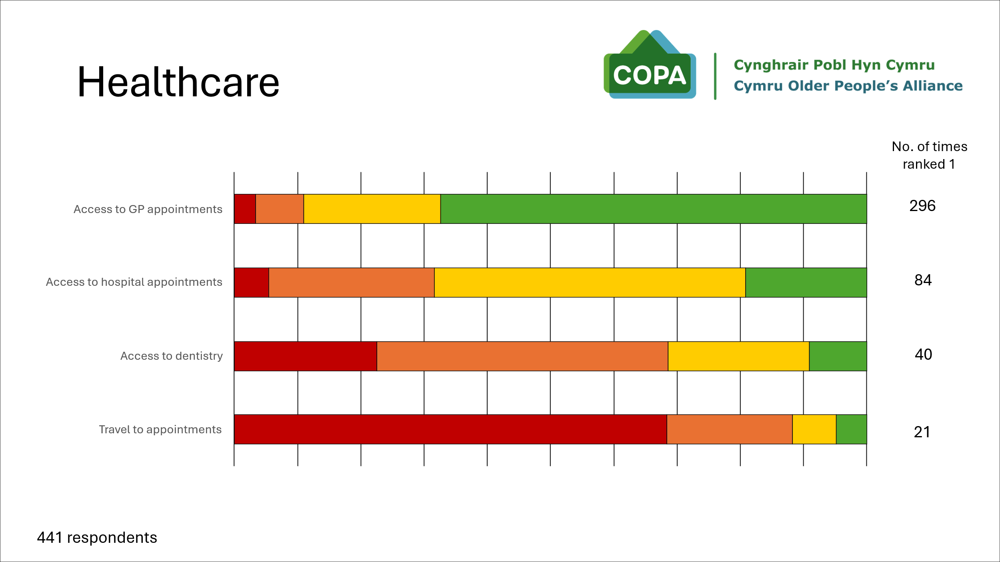 Healthcare
COPA
Cynghrair Pobl Hyn Cymru
Cymru Older People's Alliance
No. of times
ranked 1
Access to GP appointments
296
Access to hospital appointments
84
Access to dentistry
40
Travel to appointments
21
441 respondents